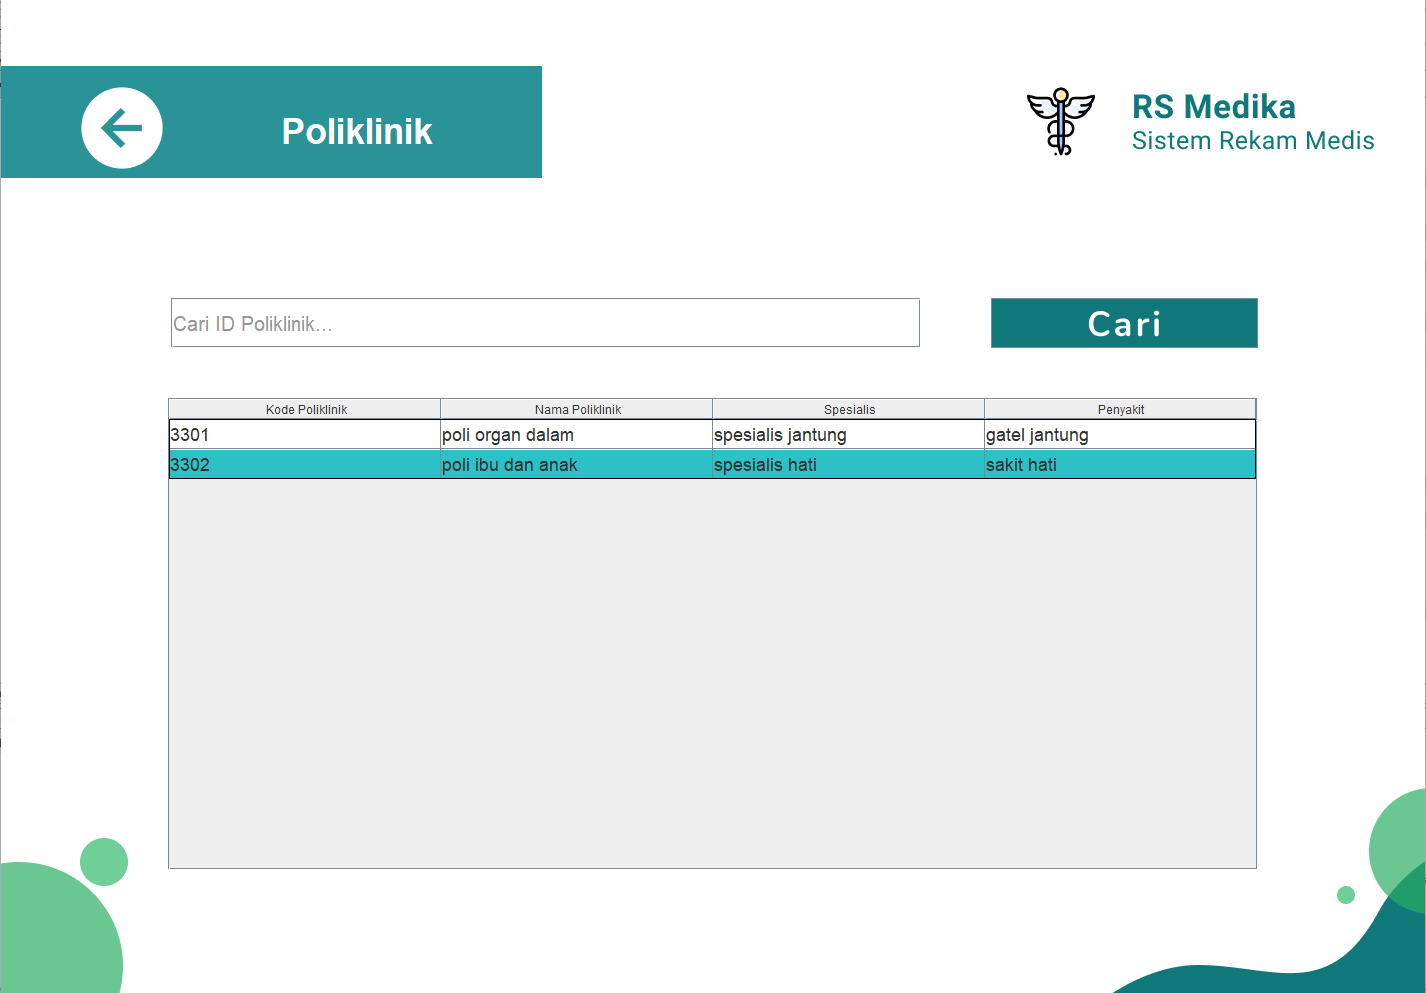 Poliklinik
RS Medika
Sistem Rekam Medis
Cari ID Poliklinik...
Cari
Kode Poliklinik Nama Poliklinik Spesialis Penyakit
3301 poli organ dalam spesialis jantung gatel jantung
3302 poli ibu dan anak spesialis hati sakit hati